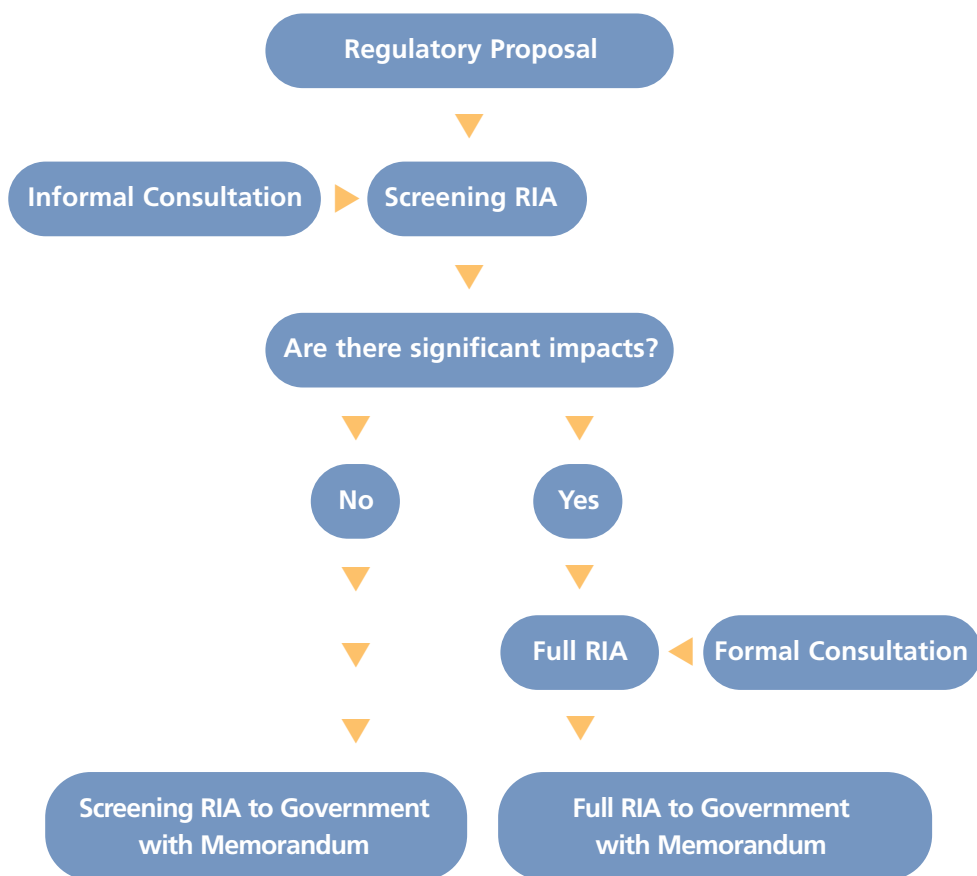 Regulatory Proposal
Informal Consultation
Screening RIA
Are there significant impacts?
No
Yes
Full RIA
Formal Consultation
Screening RIA to Government
with Memorandum
Full RIA to Government
with Memorandum